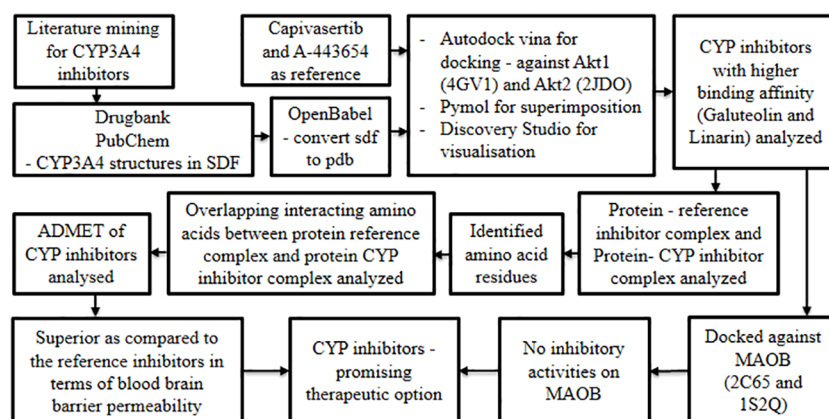 Literature mining
for CYP3A4
inhibitors
Capivasertib
and A-443654
as reference
- Autodock vina for
docking - against Akt1
(4GV1) and Akt2 (2JDO)
- Pymol for superimposition
- Discovery Studio for
visualisation
CYP inhibitors
with higher
binding affinity
(Galuteolin and
Linarin) analyzed
Drugbank
PubChem
- CYP3A4 structures in SDF
OpenBabel
- convert sdf
to pdb
ADMET of
CYP inhibitors
analysed
Overlapping interacting amino
acids between protein reference
complex and protein CYP
inhibitor complex analyzed
Identified
amino acid
residues
Protein - reference
inhibitor complex and
Protein- CYP inhibitor
complex analyzed
Superior as compared to
the reference inhibitors in
terms of blood brain
barrier permeability
CYP inhibitors -
promising
therapeutic option
No inhibitory
activities on
MAOB
Docked against
MAOB
(2C65 and
1S2Q)